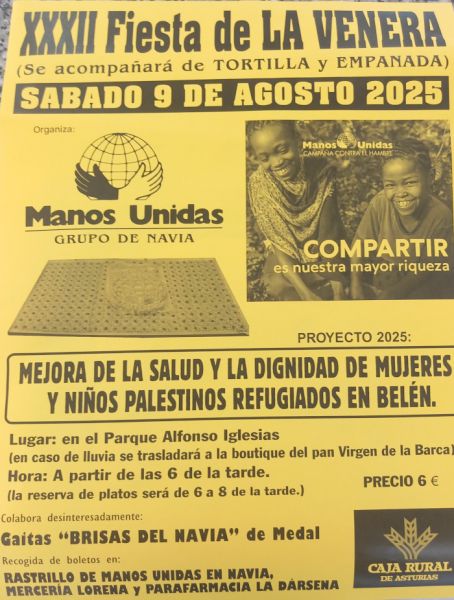 XXXII Fiesta de LA VENERA
(Se acompañará de TORTILLA y EMPANADA)
SABADO 9 DE AGOSTO 2025
Organiza:
Manos Unidas
GRUPO DE NAVIA
Manos Unidas
CAMPAÑA CONTRA EL HAMBRE
COMPARTIR
es nuestra mayor riqueza
PROYECTO 2025:
MEJORA DE LA SALUD Y LA DIGNIDAD DE MUJERES
Y NIÑOS PALESTINOS REFUGIADOS EN BELÉN.
Lugar: en el Parque Alfonso Iglesias
(en caso de lluvia se trasladará a la boutique del pan Virgen de la Barca)
Hora: A partir de las 6 de la tarde.
(la reserva de platos será de 6 a 8 de la tarde.)
PRECIO 6 €
Colabora desinteresadamente:
Gaitas "BRISAS DEL NAVIA" de Medal
Recogida de boletos en:
RASTRILLO DE MANOS UNIDAS EN NAVIA,
MERCERÍA LORENA y PARAFARMACIA LA DÁRSENA
CAJA RURAL
DE ASTURIAS